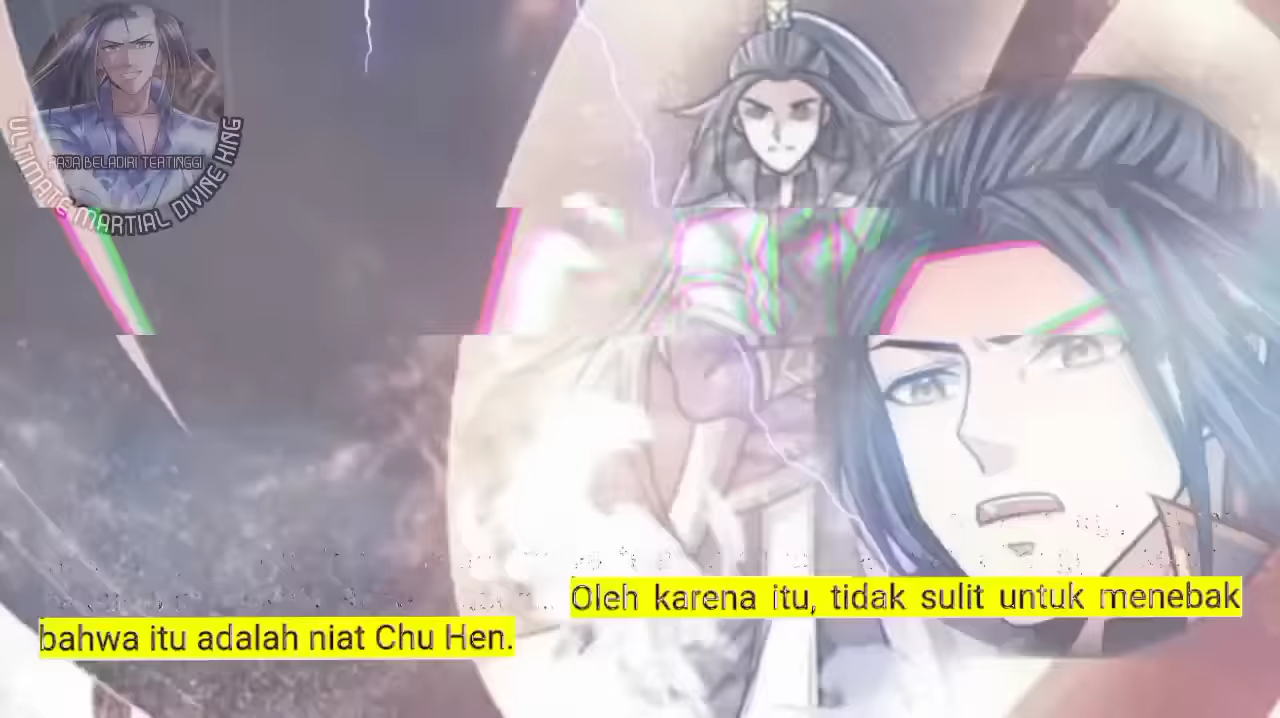 RAJA BELADIRI TERTINGGI
ULTIMATE MARTIAL DIVINE KING
Oleh karena itu, tidak sulit untuk menebak
bahwa itu adalah niat Chu Hen.